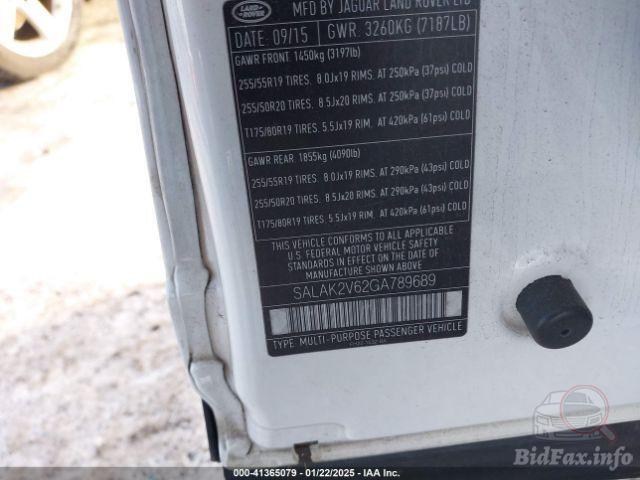 LAND ROVER
MFD BY JAGUAR LAND ROVER LTD
DATE: 09/15 GWR. 3260KG (7187LB)
GAWR FRONT. 1450kg (3197lb)
255/55R19 TIRES. 8.0Jx19 RIMS. AT 250kPa (37psi) COLD
255/50R20 TIRES. 8.5Jx20 RIMS. AT 250kPa (37psi) COLD
T175/80R19 TIRES. 5.5Jx19 RIM. AT 420kPa (61psi) COLD
GAWR REAR. 1855kg (4090lb)
255/55R19 TIRES. 8.0Jx19 RIMS. AT 290kPa (43psi) COLD
255/50R20 TIRES. 8.5Jx20 RIMS. AT 290kPa (43psi) COLD
T175/80R19 TIRES. 5.5Jx19 RIM. AT 420kPa (61psi) COLD
THIS VEHICLE CONFORMS TO ALL APPLICABLE
U.S. FEDERAL MOTOR VEHICLE SAFETY
& THEFT PREVENTION STANDARDS IN EFFECT ON
THE DATE OF MANUFACTURE SHOWN ABOVE
SALAK2V62GA789689
TYPE: MULTI-PURPOSE PASSENGER VEHICLE
000-41365079 - 01/22/2025 - IAA Inc.
BidFax.info